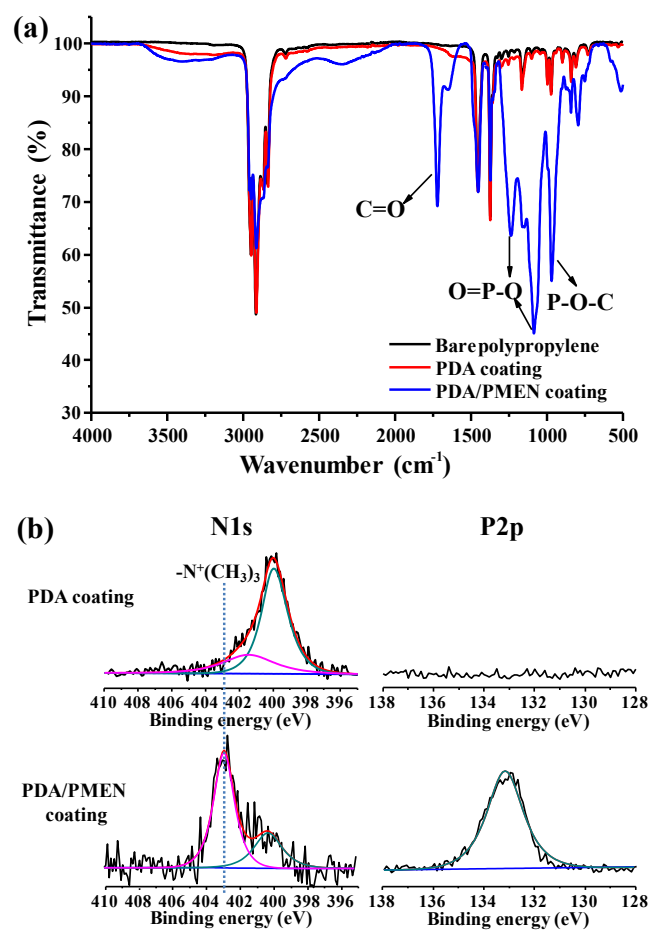 (a)
100
90
80
70
60
50
40
30
Transmittance (%)
C=O
O=P-O
P-O-C
Bare polypropylene
PDA coating
PDA/PMEN coating
4000 3500 3000 2500 2000 1500 1000 500
Wavenumber (cm⁻¹)
(b)
N1s
P2p
-N⁺(CH₃)₃
PDA coating
410 408 406 404 402 400 398 396
Binding energy (eV)
138 136 134 132 130 128
Binding energy (eV)
PDA/PMEN
coating
410 408 406 404 402 400 398 396
Binding energy (eV)
138 136 134 132 130 128
Binding energy (eV)